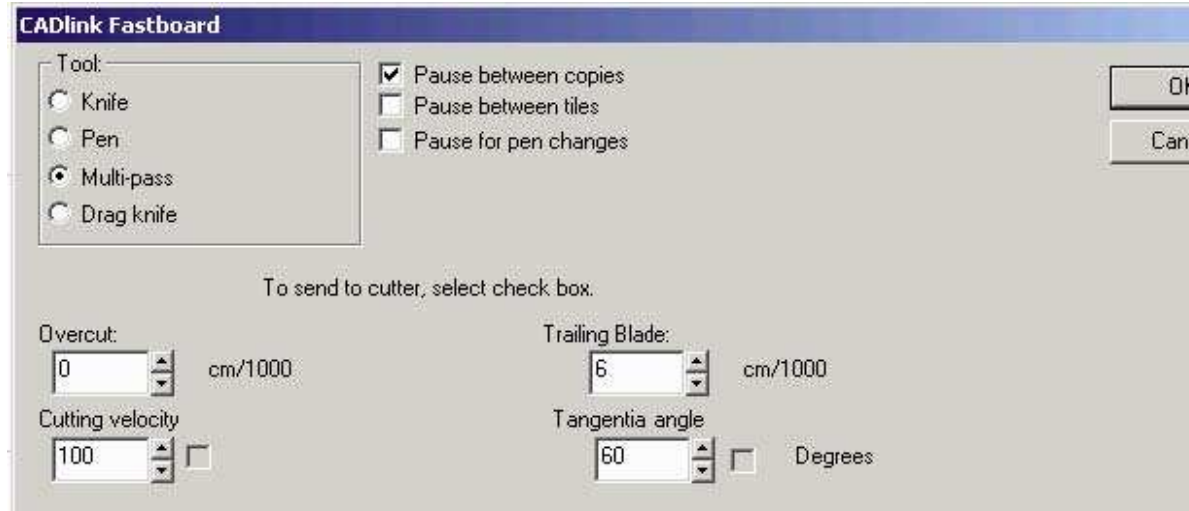 CADlink Fastboard
Tool:
Knife
Pen
Multi-pass
Drag knife
Pause between copies
Pause between tiles
Pause for pen changes
OK
Can
To send to cutter, select check box.
Overcut:
0 cm/1000
Trailing Blade:
6 cm/1000
Cutting velocity
100
Tangentia angle
60 Degrees